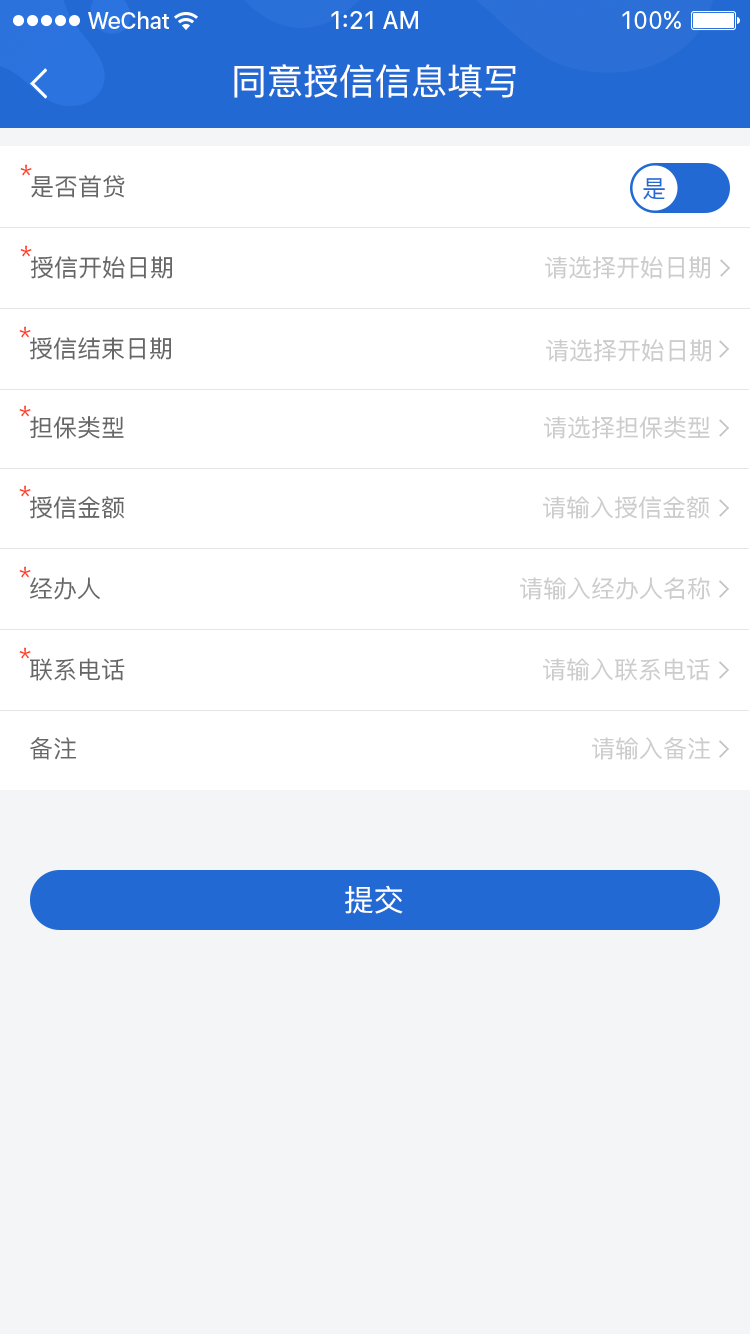 WeChat 1:21 AM 100%
同意授信信息填写
*是否首贷 是
*授信开始日期 请选择开始日期
*授信结束日期 请选择开始日期
*担保类型 请选择担保类型
*授信金额 请输入授信金额
*经办人 请输入经办人名称
*联系电话 请输入联系电话
备注 请输入备注
提交